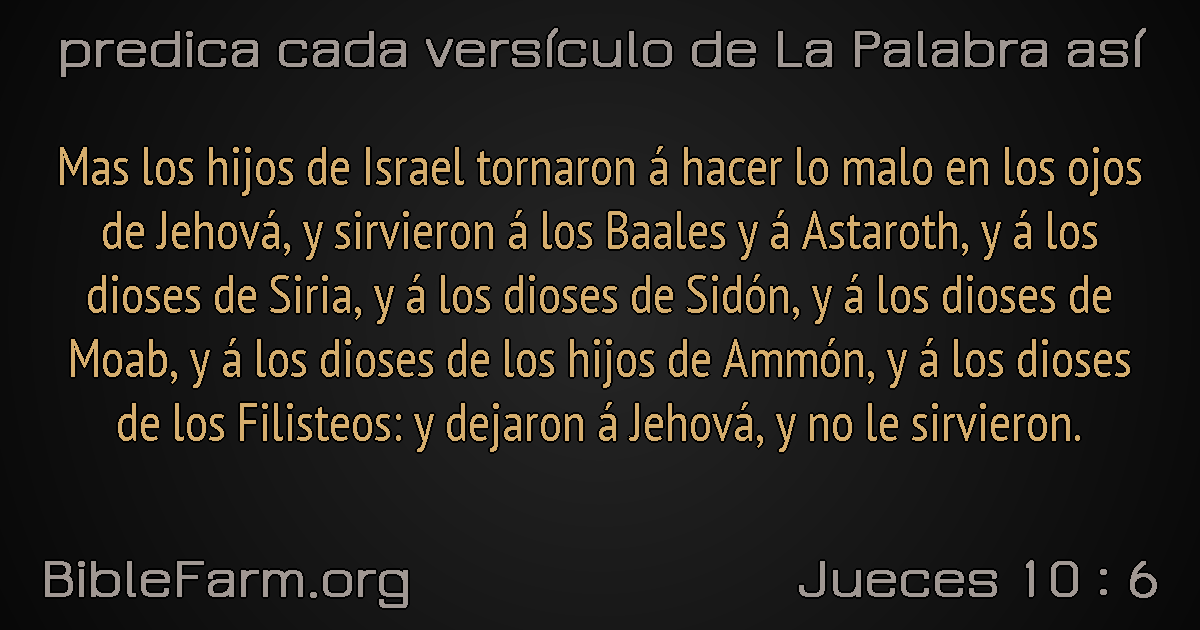 predica cada versículo de La Palabra así
Mas los hijos de Israel tornaron á hacer lo malo en los ojos
de Jehová, y sirvieron á los Baales y á Astaroth, y á los
dioses de Siria, y á los dioses de Sidón, y á los dioses de
Moab, y á los dioses de los hijos de Ammón, y á los dioses
de los Filisteos: y dejaron á Jehová, y no le sirvieron.
BibleFarm.org
Jueces 10 : 6